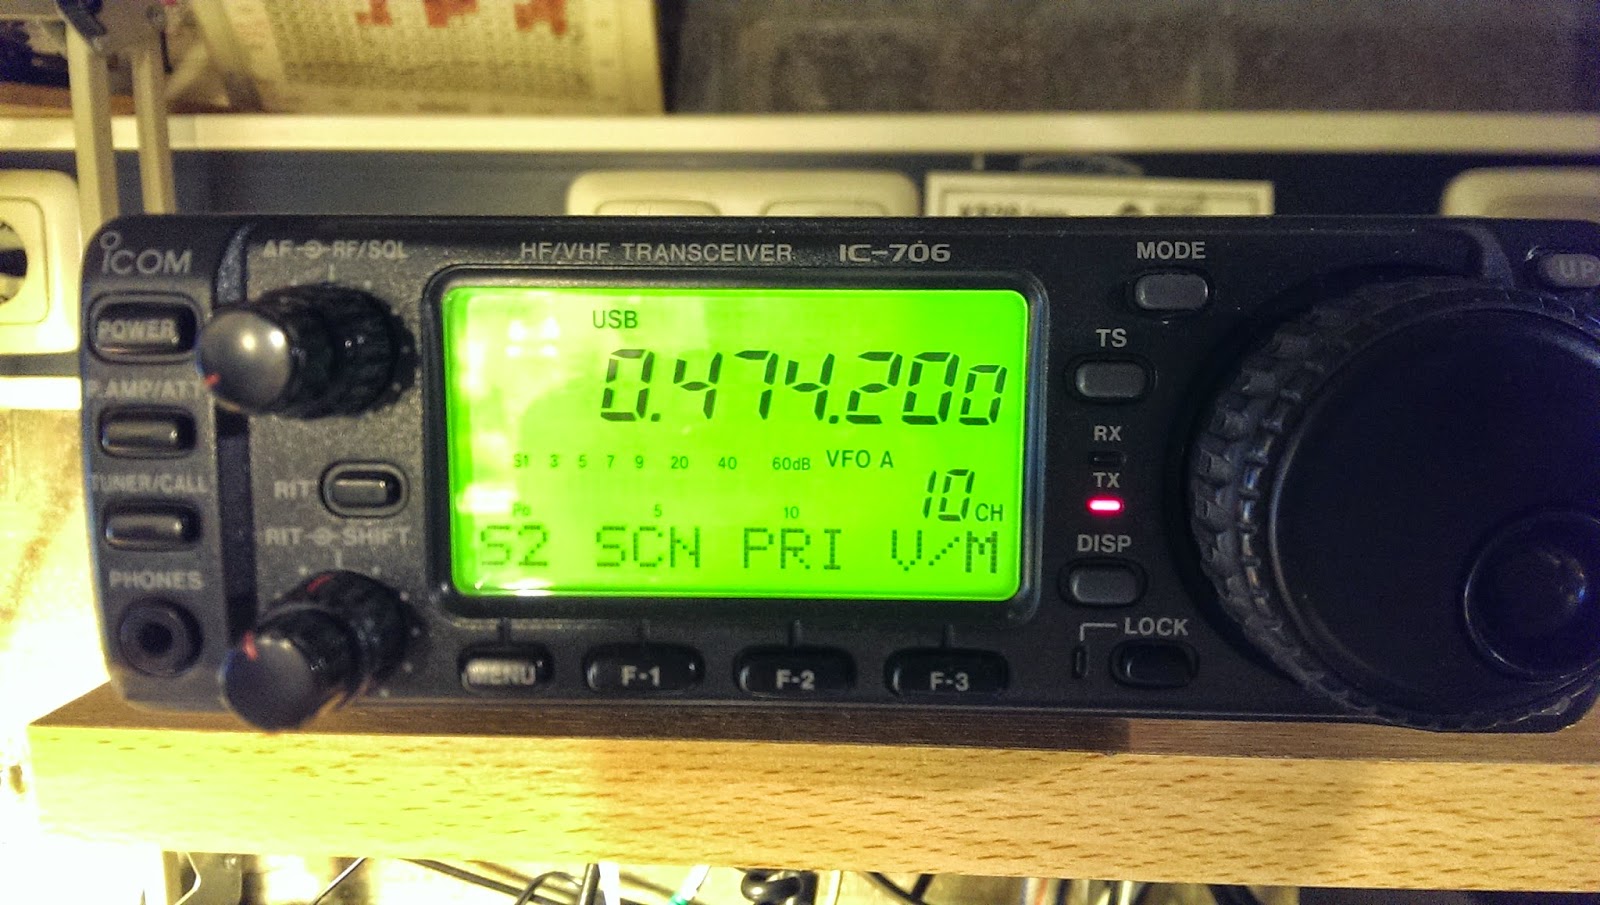 ICOM
AF RF/SQL
HF/VHF TRANSCEIVER IC-706
MODE
UP
POWER
USB
0.474.200
TS
P.AMP/ATT
S1 3 5 7 9 20 40 60dB VFO A
RX
TUNER/CALL
RIT
10 CH
TX
Po 5 10
RIT SHIFT
S2 SCN PRI V/M
DISP
PHONES
LOCK
MENU F-1 F-2 F-3